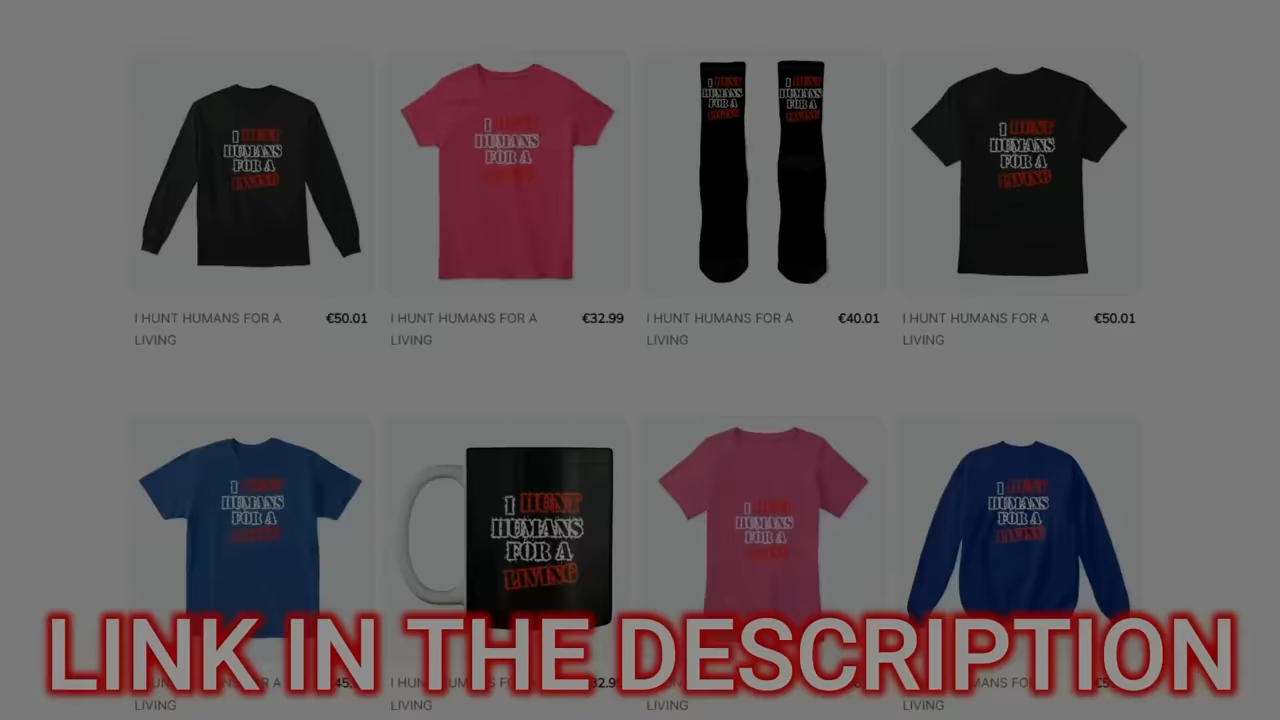 I HUNT
HUMANS
FOR A
LIVING
I
HUMANS
FOR A
I HUNT
HUMANS
FOR A
LIVING
I HUNT
HUMANS
FOR A
LIVING
I HUNT
HUMANS
FOR A
LIVING
I HUNT HUMANS FOR A €50.01
LIVING
I HUNT HUMANS FOR A €32.99
LIVING
I HUNT HUMANS FOR A €40.01
LIVING
I HUNT HUMANS FOR A €50.01
LIVING
I
HUMANS
FOR A
I HUNT
HUMANS
FOR A
LIVING
I
HUMANS
FOR A
I HUNT
HUMANS
FOR A
LIVING
LINK IN THE DESCRIPTION
LIVING
LIVING
LIVING
LIVING